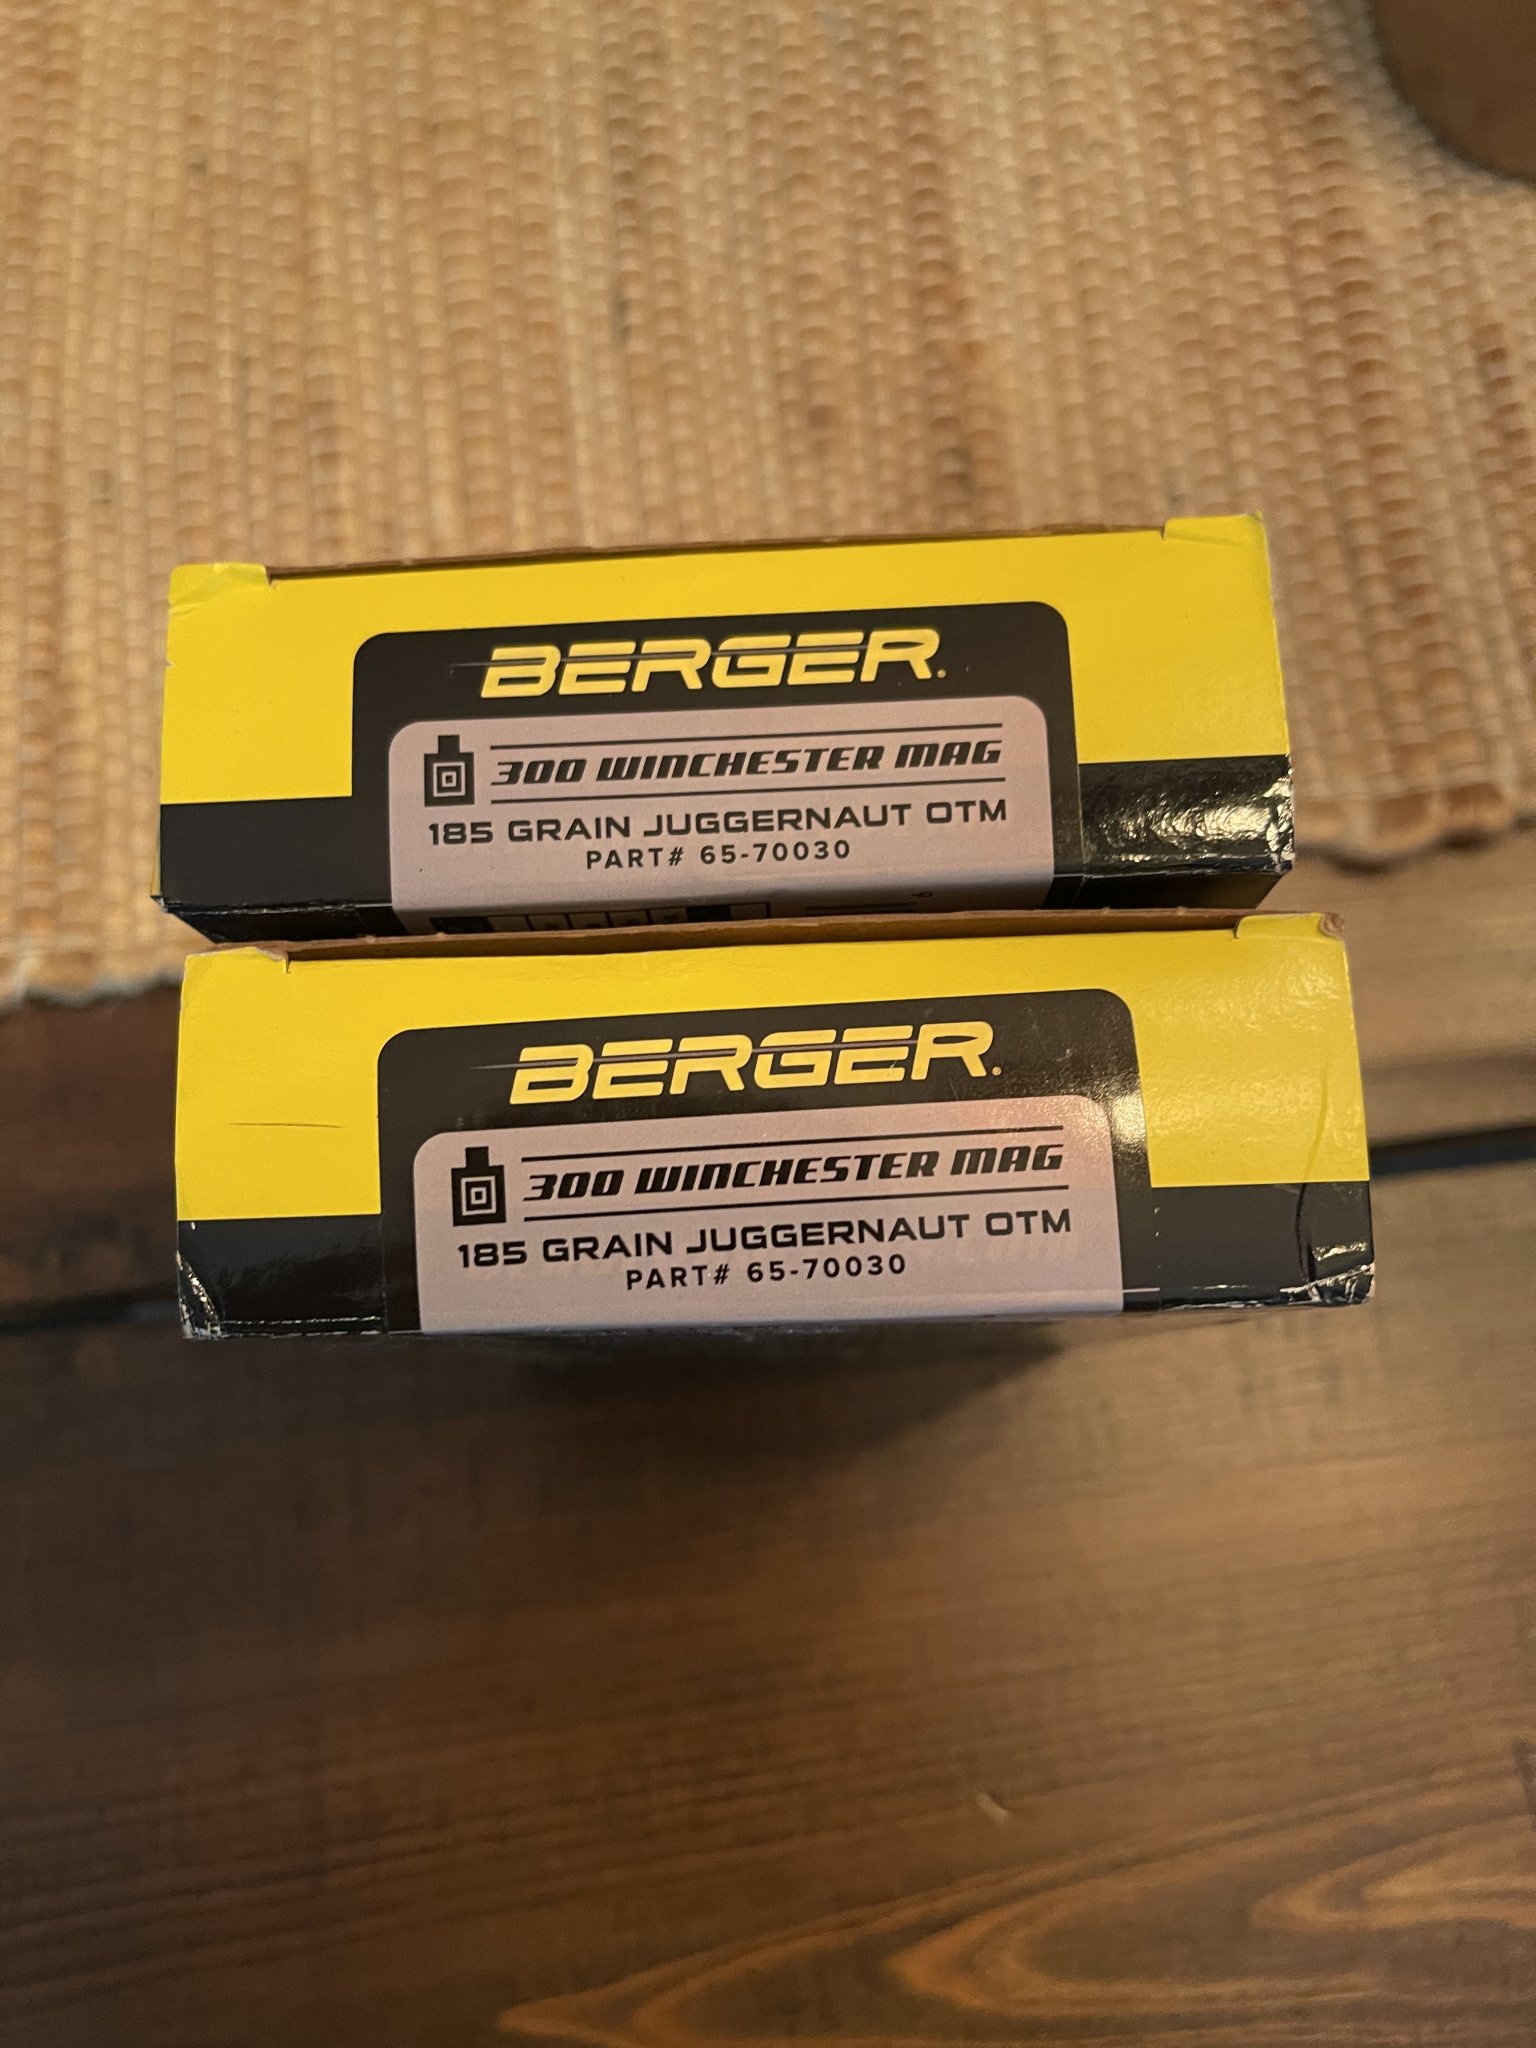 BERGER.
300 WINCHESTER MAG
185 GRAIN JUGGERNAUT OTM
PART# 65-70030
BERGER.
300 WINCHESTER MAG
185 GRAIN JUGGERNAUT OTM
PART# 65-70030